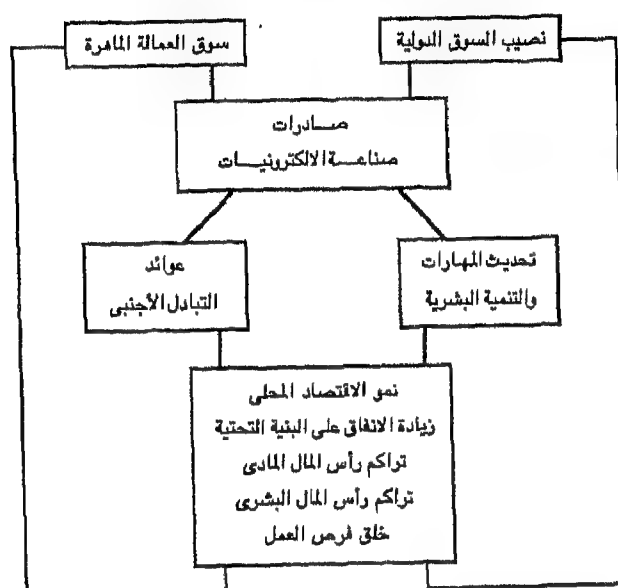 نصيب السوق الدولية
سوق العمالة الماهرة
صادرات
صناعة الالكترونيات
تحديث المهارات
والتنمية البشرية
عوائد
التبادل الأجنبى
نمو الاقتصاد المحلى
زيادة الانفاق على البنية التحتية
تراكم رأس المال المادى
تراكم رأس المال البشرى
خلق فرص العمل